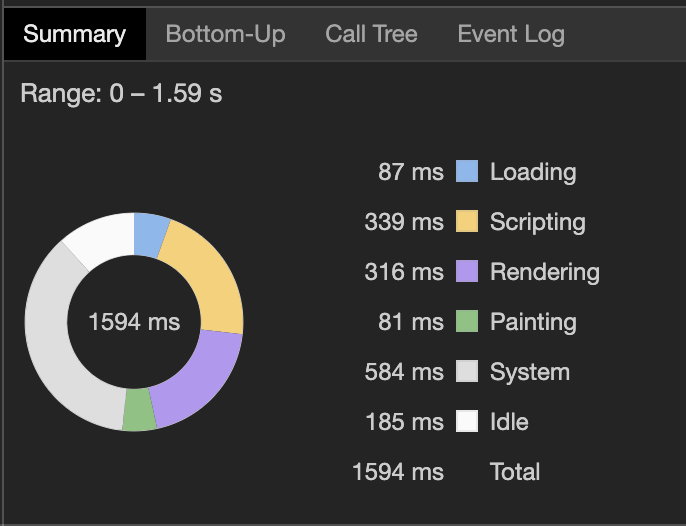 Summary Bottom-Up Call Tree Event Log
Range: 0 – 1.59 s
87 ms Loading
339 ms Scripting
316 ms Rendering
1594 ms
81 ms Painting
584 ms System
185 ms Idle
1594 ms Total